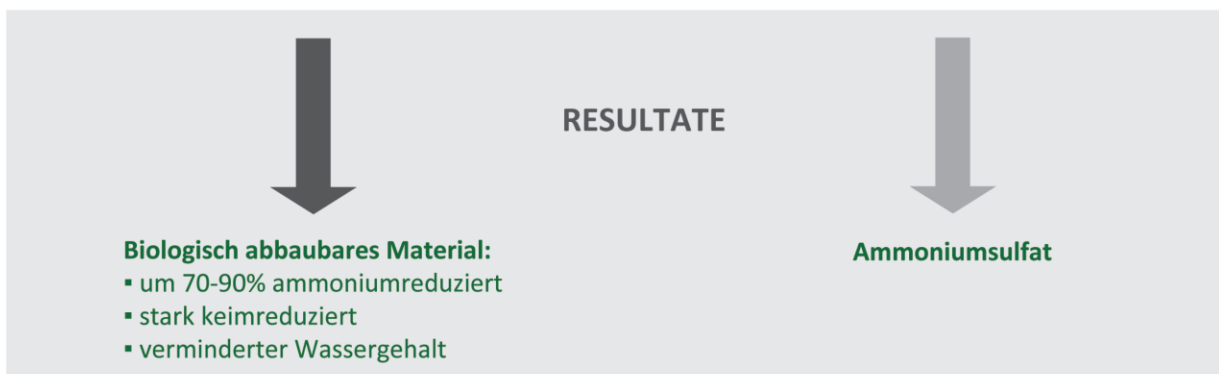 RESULTATE
Biologisch abbaubares Material:
▪ um 70-90% ammoniumreduziert
▪ stark keimreduziert
▪ verminderter Wassergehalt
Ammoniumsulfat